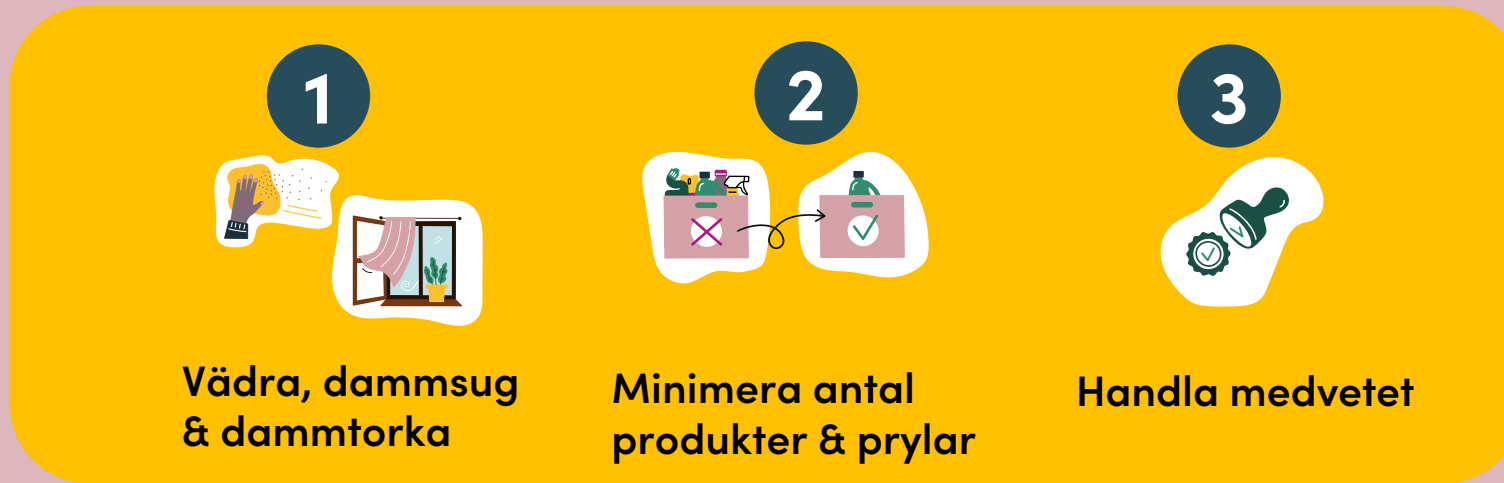 1
Vädra, dammsug
& dammtorka
2
Minimera antal
produkter & prylar
3
Handla medvetet